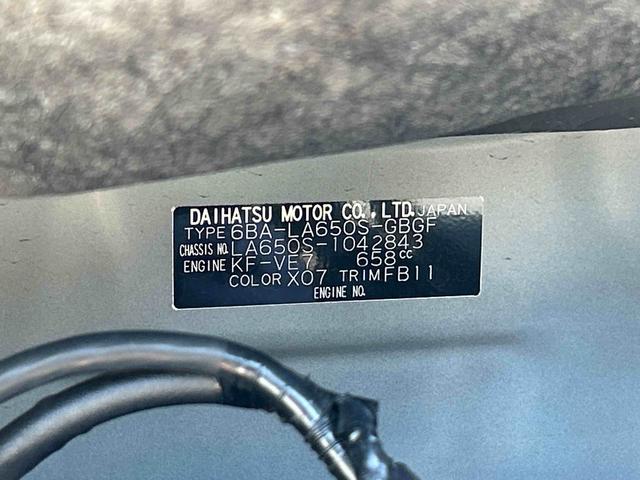 DAIHATSU MOTOR CO.,LTD. JAPAN
TYPE 6BA-LA650S-GBGF
CHASSIS NO. LA650S-1042843
ENGINE KF-VE7 658cc
COLOR X07 TRIM FB11
ENGINE NO.